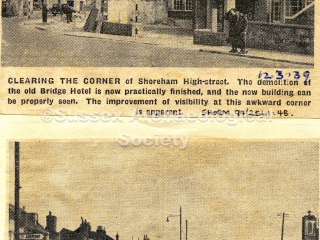 12.3.39
CLEARING THE CORNER of Shoreham High-street. The demolition of
the old Bridge Hotel is now practically finished, and the new building can
be properly seen. The improvement of visibility at this awkward corner
is apparent.
©Sussex Archaeological
Society